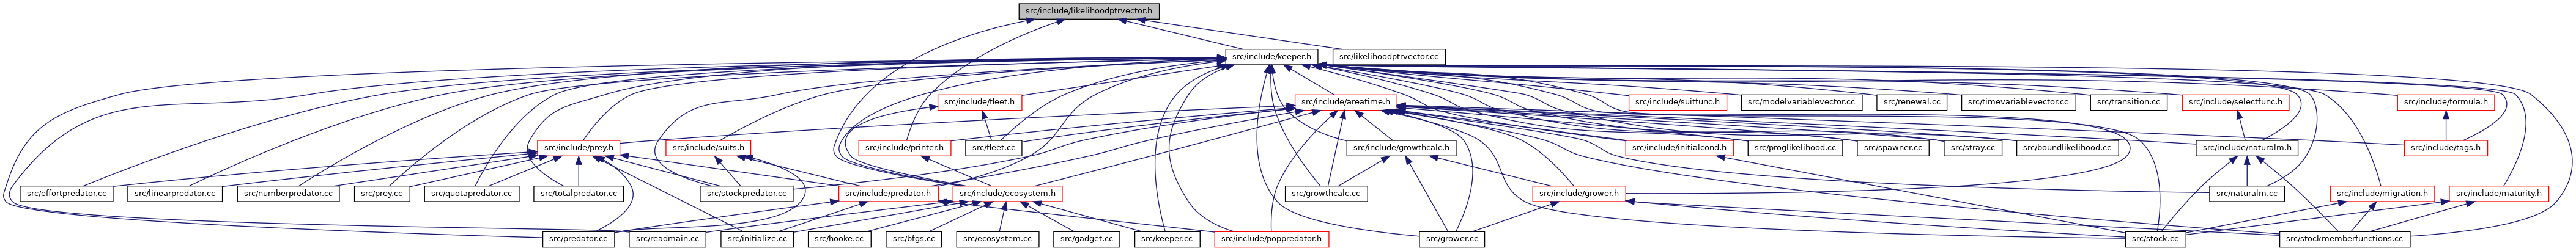 src/include/likelihoodptrvector.h
src/include/keeper.h
src/likelihoodptrvector.cc
src/include/fleet.h
src/include/areatime.h
src/include/suitfunc.h
src/modelvariablevector.cc
src/renewal.cc
src/timevariablevector.cc
src/transition.cc
src/include/selectfunc.h
src/include/formula.h
src/include/prey.h
src/include/suits.h
src/include/printer.h
src/fleet.cc
src/include/growthcalc.h
src/include/initialcond.h
src/proglikelihood.cc
src/spawner.cc
src/stray.cc
src/boundlikelihood.cc
src/include/naturalm.h
src/include/tags.h
src/effortpredator.cc
src/linearpredator.cc
src/numberpredator.cc
src/prey.cc
src/quotapredator.cc
src/totalpredator.cc
src/stockpredator.cc
src/include/predator.h
src/include/ecosystem.h
src/growthcalc.cc
src/include/grower.h
src/naturalm.cc
src/include/migration.h
src/include/maturity.h
src/predator.cc
src/readmain.cc
src/initialize.cc
src/hooke.cc
src/bfgs.cc
src/ecosystem.cc
src/gadget.cc
src/keeper.cc
src/include/poppredator.h
src/grower.cc
src/stock.cc
src/stockmemberfunctions.cc